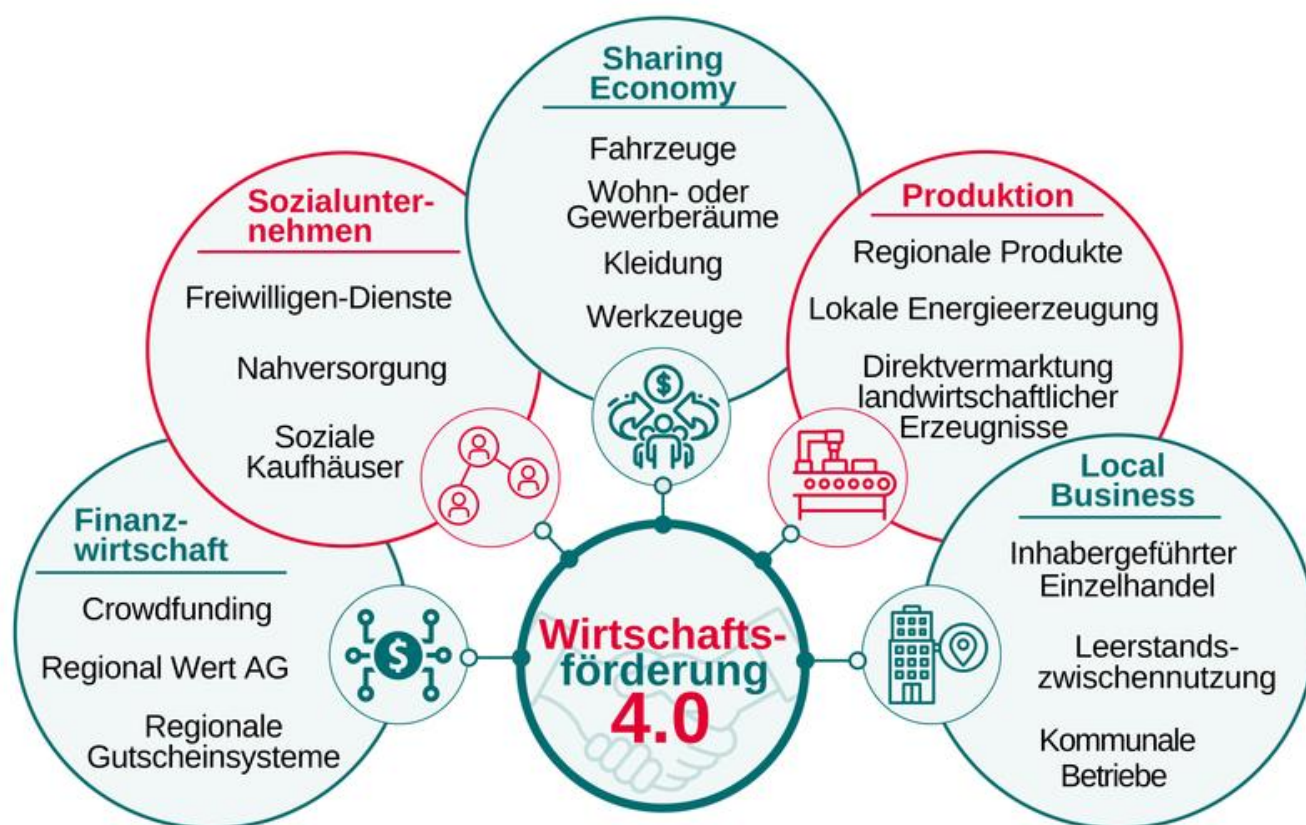 Sharing
Economy
Fahrzeuge
Wohn- oder
Gewerberäume
Kleidung
Werkzeuge
$
Sozialunter-
nehmen
Freiwilligen-Dienste
Nahversorgung
Soziale
Kaufhäuser
Produktion
Regionale Produkte
Lokale Energieerzeugung
Direktvermarktung
landwirtschaftlicher
Erzeugnisse
Finanz-
wirtschaft
Crowdfunding
Regional Wert AG
Regionale
Gutscheinsysteme
$
Local
Business
Inhabergeführter
Einzelhandel
Leerstands-
zwischennutzung
Kommunale
Betriebe
Wirtschafts-
förderung
4.0